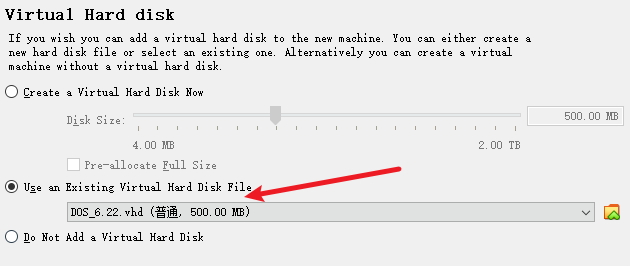 Virtual Hard disk
If you wish you can add a virtual hard disk to the new machine. You can either create a
new hard disk file or select an existing one. Alternatively you can create a virtual
machine without a virtual hard disk.
Create a Virtual Hard Disk Now
Disk Size:
500.00 MB
4.00 MB
2.00 TB
Pre-allocate Full Size
Use an Existing Virtual Hard Disk File
DOS_6.22.vhd (普通, 500.00 MB)
Do Not Add a Virtual Hard Disk